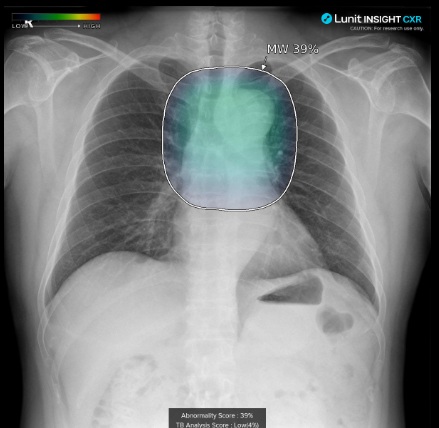 LOW
HIGH
Lunit INSIGHT CXR
CAUTION: For research use only.
MW 39%
Abnormality Score : 39%
TB Analysis Score : Low(4%)